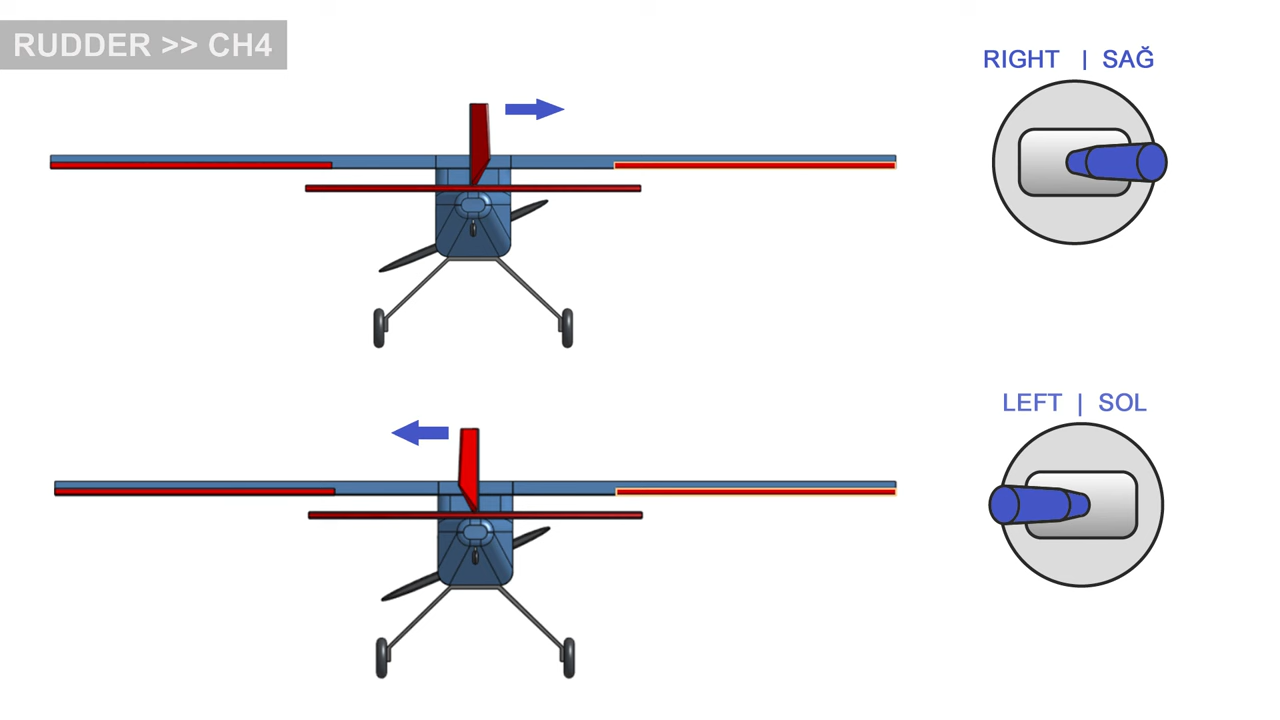 RUDDER >> CH4
RIGHT | SAĞ
LEFT | SOL